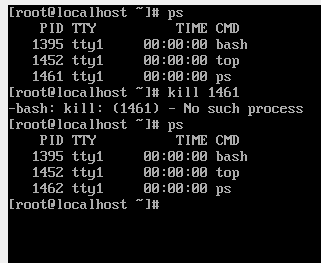 [root@localhost ~]# ps
  PID TTY          TIME CMD
 1395 tty1     00:00:00 bash
 1452 tty1     00:00:00 top
 1461 tty1     00:00:00 ps
[root@localhost ~]# kill 1461
-bash: kill: (1461) - No such process
[root@localhost ~]# ps
  PID TTY          TIME CMD
 1395 tty1     00:00:00 bash
 1452 tty1     00:00:00 top
 1462 tty1     00:00:00 ps
[root@localhost ~]#